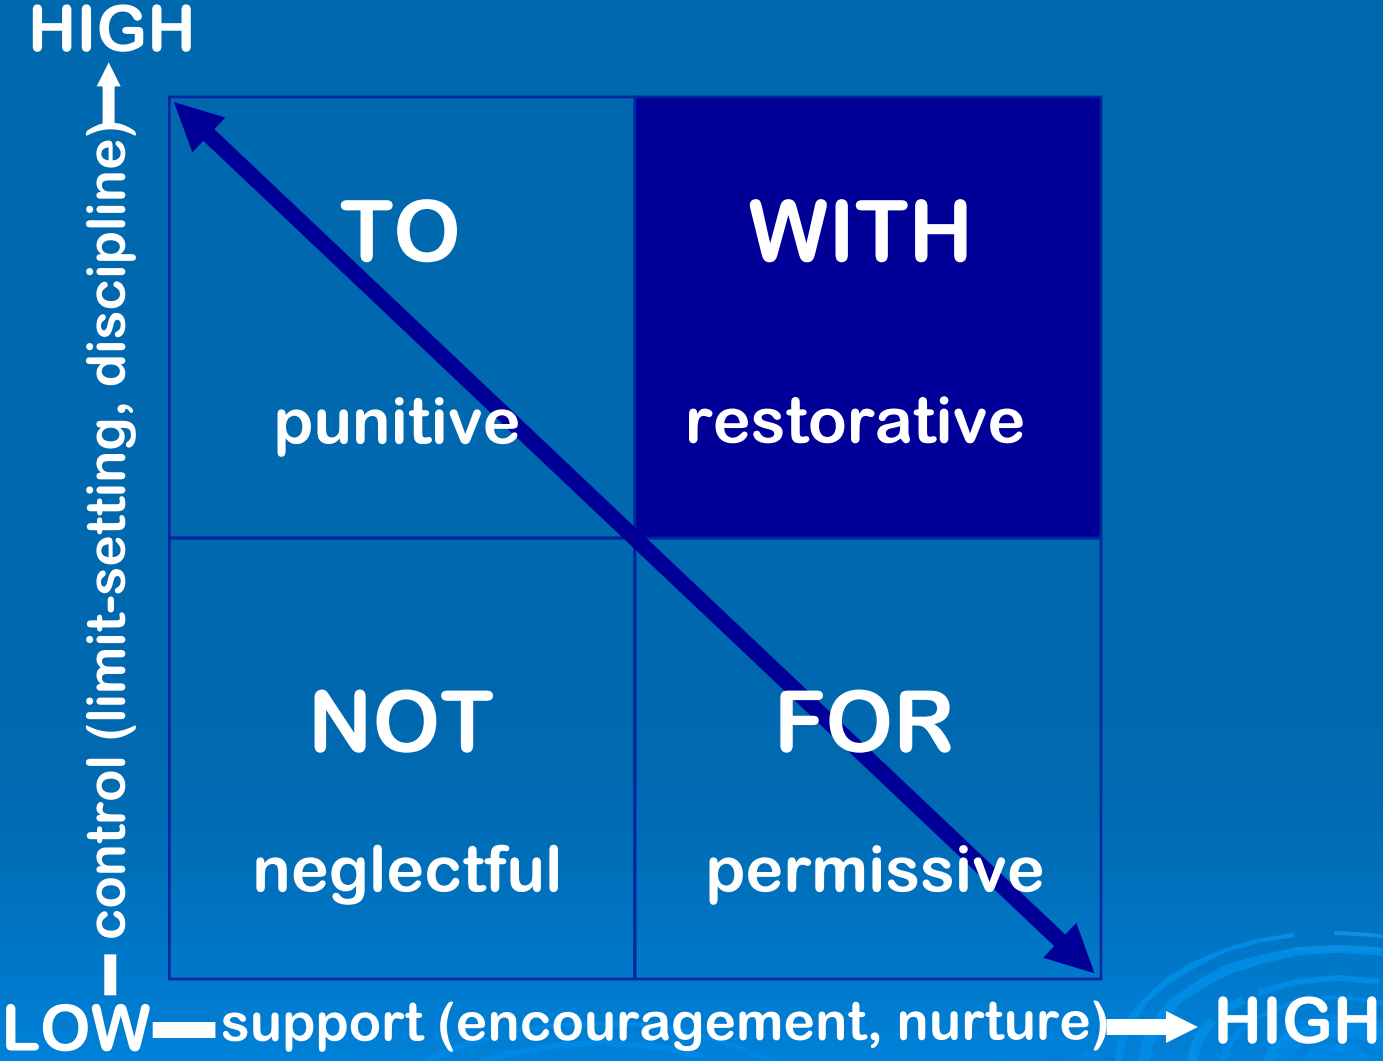 HIGH
control (limit-setting, discipline)
TO
WITH
punitive
restorative
NOT
FOR
neglectful
permissive
LOW
support (encouragement, nurture)
HIGH